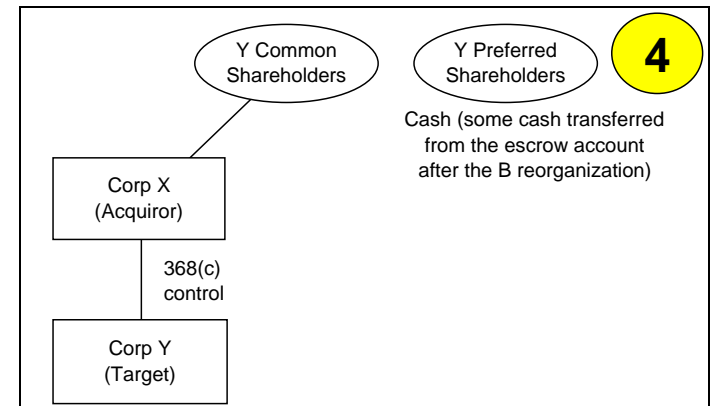 Y Common
Shareholders
Y Preferred
Shareholders
4
Cash (some cash transferred
from the escrow account
after the B reorganization)
Corp X
(Acquiror)
368(c)
control
Corp Y
(Target)